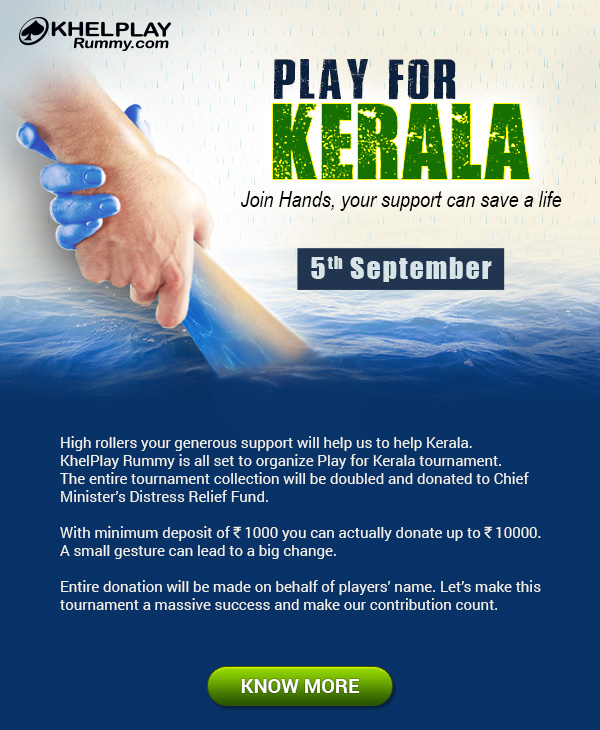 KHELPLAY
Rummy.com
PLAY FOR
KERALA
Join Hands, your support can save a life
5th September
High rollers your generous support will help us to help Kerala.
KhelPlay Rummy is all set to organize Play for Kerala tournament.
The entire tournament collection will be doubled and donated to Chief
Minister's Distress Relief Fund.
With minimum deposit of ₹ 1000 you can actually donate up to ₹ 10000.
A small gesture can lead to a big change.
Entire donation will be made on behalf of players' name. Let's make this
tournament a massive success and make our contribution count.
KNOW MORE